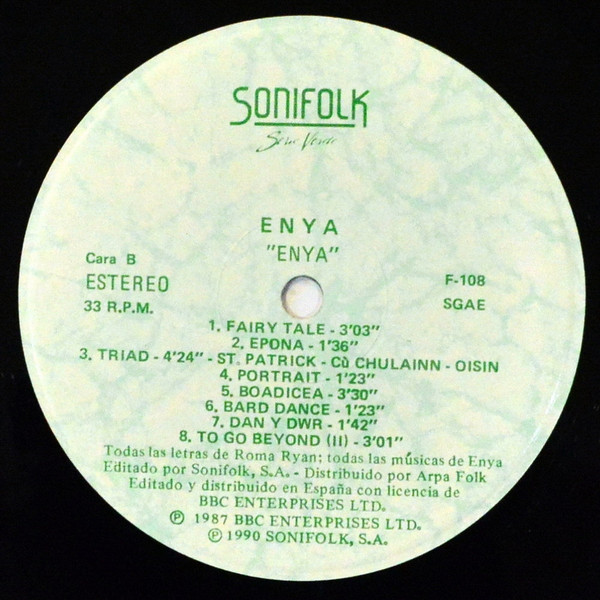 SONIFOLK
Serie Verde
ENYA
"ENYA"
Cara B
ESTEREO
33 R.P.M.
F-108
SGAE
1. FAIRY TALE - 3'03"
2. EPONA - 1'36"
3. TRIAD - 4'24" - ST. PATRICK - Cù CHULAINN - OISIN
4. PORTRAIT - 1'23"
5. BOADICEA - 3'30"
6. BARD DANCE - 1'23"
7. DAN Y DWR - 1'42"
8. TO GO BEYOND (II) - 3'01"
Todas las letras de Roma Ryan; todas las músicas de Enya
Editado por Sonifolk, S.A. - Distribuido por Arpa Folk
Editado y distribuido en España con licencia de
BBC ENTERPRISES LTD.
℗ 1987 BBC ENTERPRISES LTD.
℗ 1990 SONIFOLK, S.A.